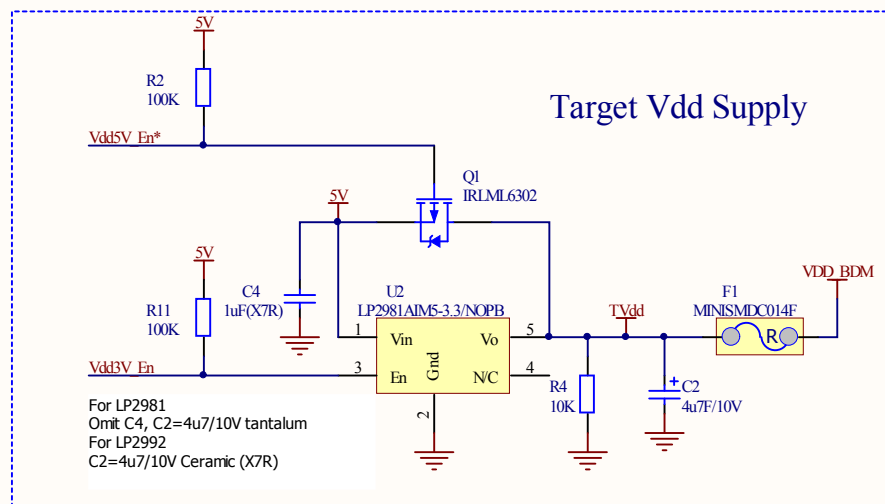 5V
R2
100K
Target Vdd Supply
Vdd5V_En*
Q1
IRLML6302
5V
5V
C4
1uF(X7R)
U2
LP2981AIM5-3.3/NOPB
R11
100K
1
Vin
Vo
5
TVdd
F1
MINISMDC014F
VDD_BDM
R
Vdd3V_En
3
En
Gnd
N/C
4
2
R4
10K
C2
4u7F/10V
+
For LP2981
Omit C4, C2=4u7/10V tantalum
For LP2992
C2=4u7/10V Ceramic (X7R)